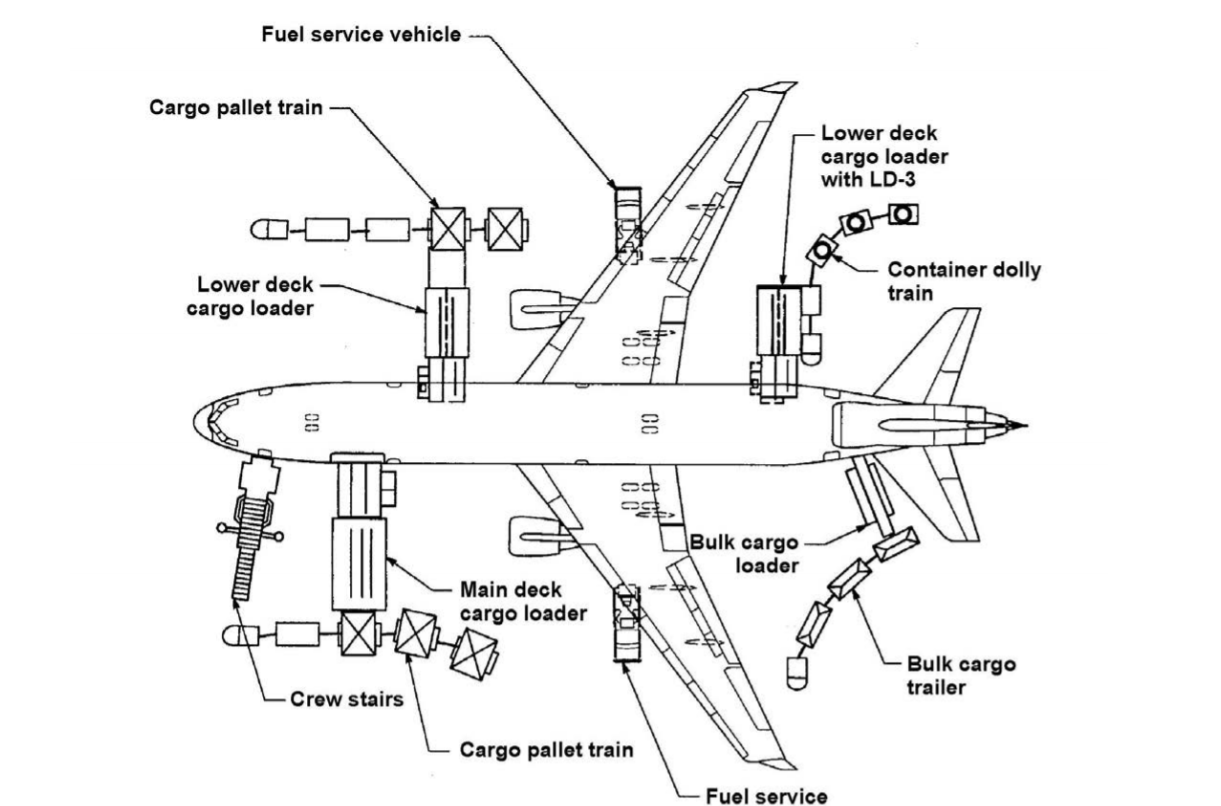 Fuel service vehicle
Cargo pallet train
Lower deck
cargo loader
with LD-3
Container dolly
train
Lower deck
cargo loader
Bulk cargo
loader
Main deck
cargo loader
Bulk cargo
trailer
Crew stairs
Cargo pallet train
Fuel service